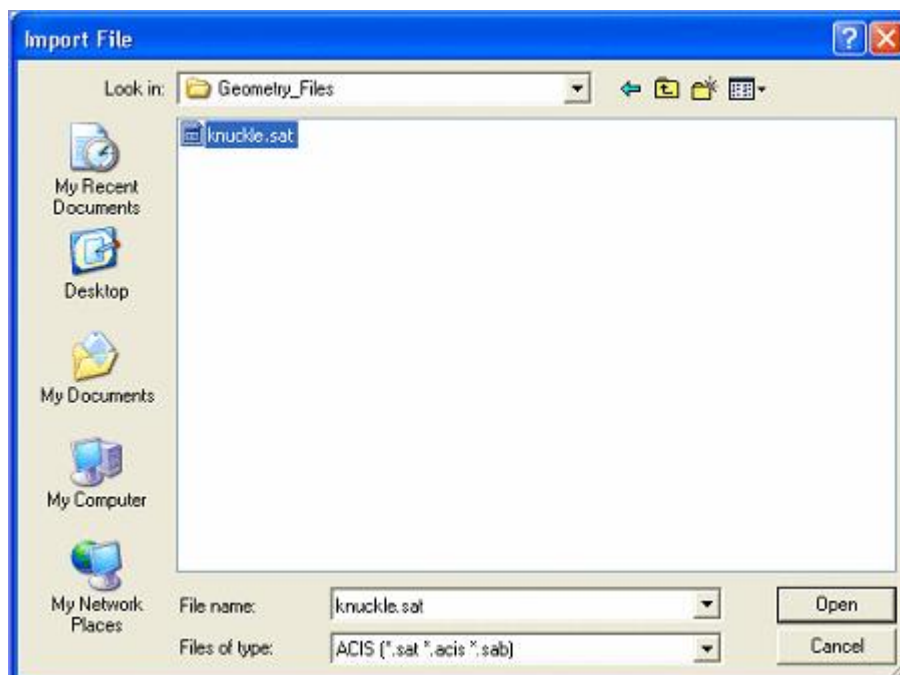 Import File
Look in: Geometry_Files
knuckle.sat
My Recent
Documents
Desktop
My Documents
My Computer
My Network
Places
File name: knuckle.sat Open
Files of type: ACIS (*.sat *.acis *.sab) Cancel